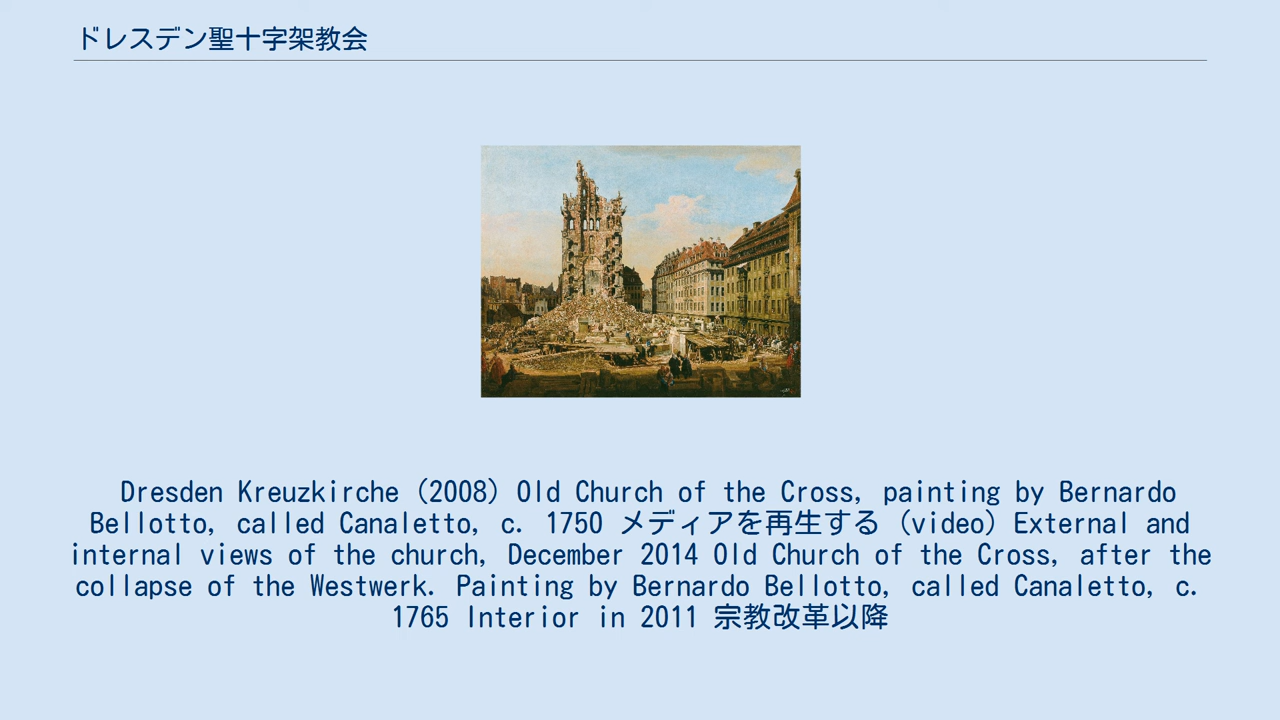 ドレスデン聖十字架教会
Dresden Kreuzkirche (2008) Old Church of the Cross, painting by Bernardo
Bellotto, called Canaletto, c. 1750 メディアを再生する (video) External and
internal views of the church, December 2014 Old Church of the Cross, after the
collapse of the Westwerk. Painting by Bernardo Bellotto, called Canaletto, c.
1765 Interior in 2011 宗教改革以降